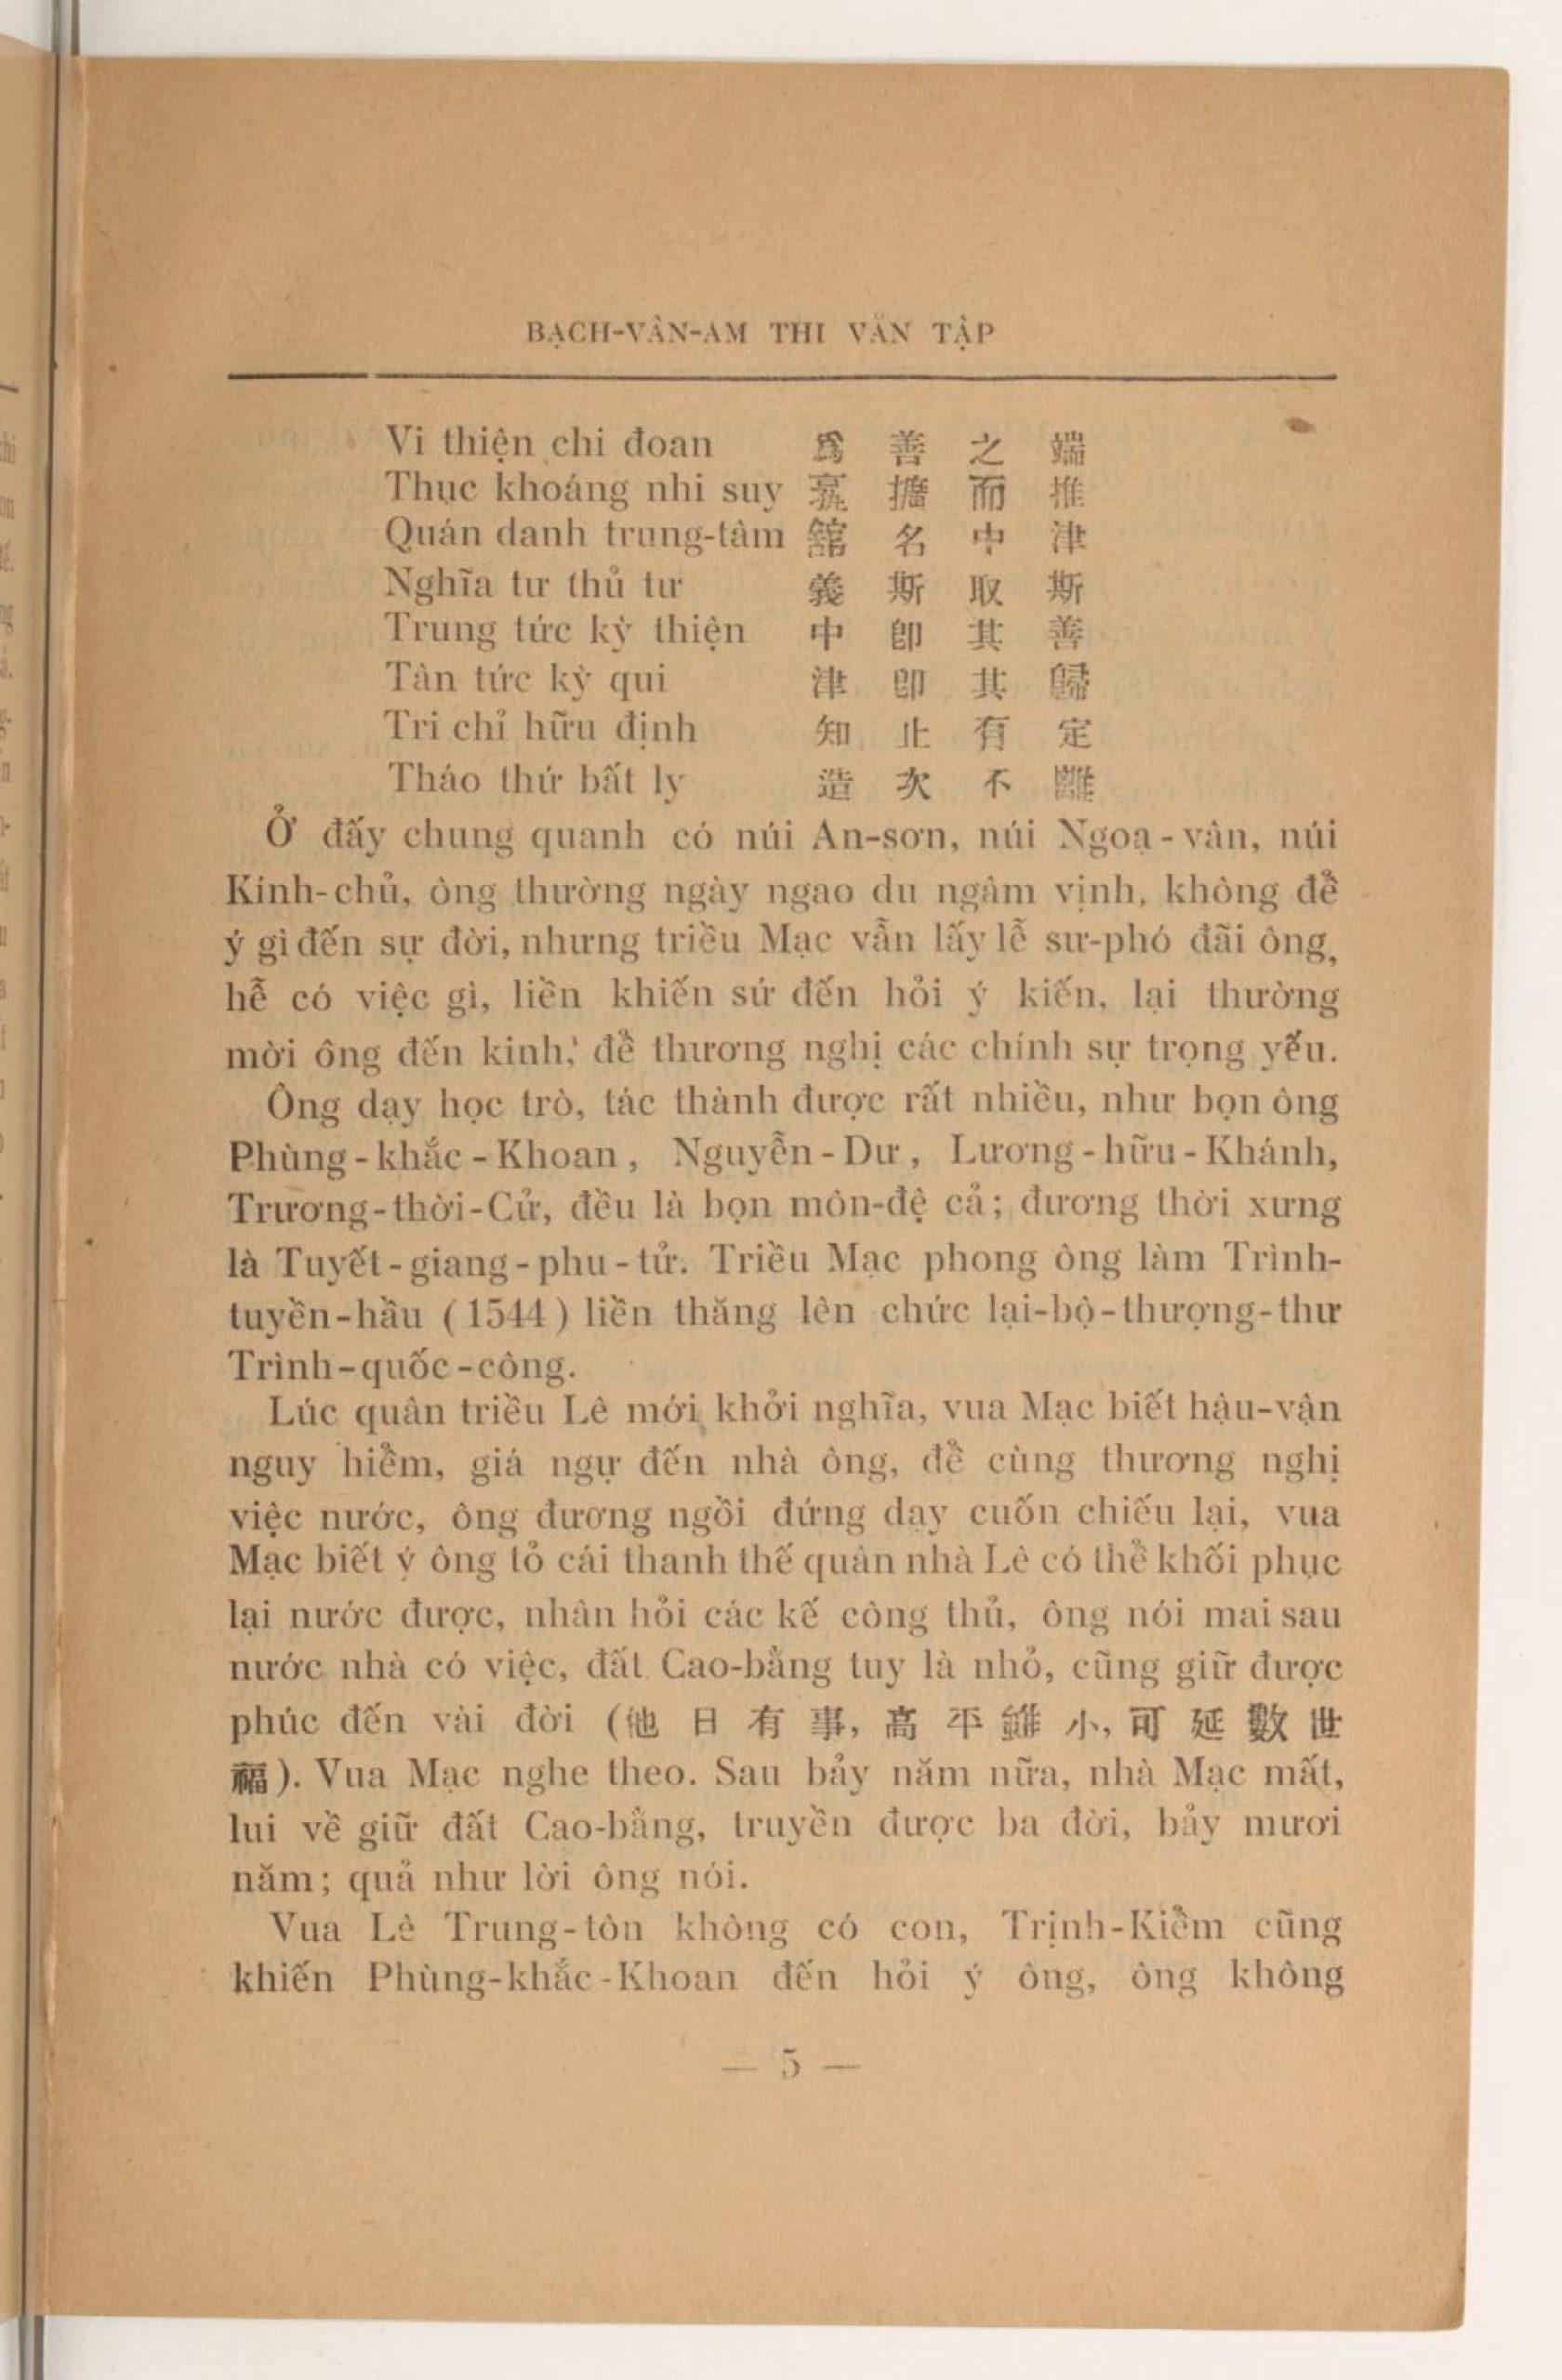 BẠCH-VÂN-AM THI VĂN TẬP
Vi thiện chi đoan 爲 善 之 端
Thục khoáng nhi suy 擴 而 推
Quán danh trung-tâm 舘 名 中 津
Nghĩa tư thủ tư 義 斯 取 斯
Trung tức kỳ thiện 中 卽 其 善
Tân tức kỳ qui 津 卽 其 歸
Tri chỉ hữu định 知 止 有 定
Tháo thứ bất ly 造 次 不 離
Ở đấy chung quanh có núi An-sơn, núi Ngoạ-vân, núi
Kính-chủ, ông thường ngày ngao du ngâm vịnh, không để
ý gì đến sự đời, nhưng triều Mạc vẫn lấy lễ sư-phó đãi ông,
hễ có việc gì, liền khiến sứ đến hỏi ý kiến, lại thường
mời ông đến kinh, để thương nghị các chính sự trọng yếu.
Ông dạy học trò, tác thành được rất nhiều, như bọn ông
Phùng-khắc-Khoan, Nguyễn-Dư, Lương-hữu-Khánh,
Trương-thời-Cử, đều là bọn môn-đệ cả; đương thời xưng
là Tuyết-giang-phu-tử. Triều Mạc phong ông làm Trình-
tuyền-hầu (1544) liền thăng lên chức lại-bộ-thượng-thư
Trình-quốc-công.
Lúc quân triều Lê mới khởi nghĩa, vua Mạc biết hậu-vận
nguy hiểm, giá ngự đến nhà ông, để cùng thương nghị
việc nước, ông đương ngồi đứng dạy cuốn chiếu lại, vua
Mạc biết ý ông tỏ cái thanh thế quân nhà Lê có thể khôi phục
lại nước được, nhân hỏi các kế công thủ, ông nói mai sau
nước nhà có việc, đất Cao-bằng tuy là nhỏ, cũng giữ được
phúc đến vài đời (他 日 有 事, 高 平 雖 小, 可 延 數 世
福). Vua Mạc nghe theo. Sau bảy năm nữa, nhà Mạc mất,
lui về giữ đất Cao-bằng, truyền được ba đời, bảy mươi
năm; quả như lời ông nói.
Vua Lê Trung-tôn không có con, Trịnh-Kiểm cũng
khiến Phùng-khắc-Khoan đến hỏi ý ông, ông không
— 5 —